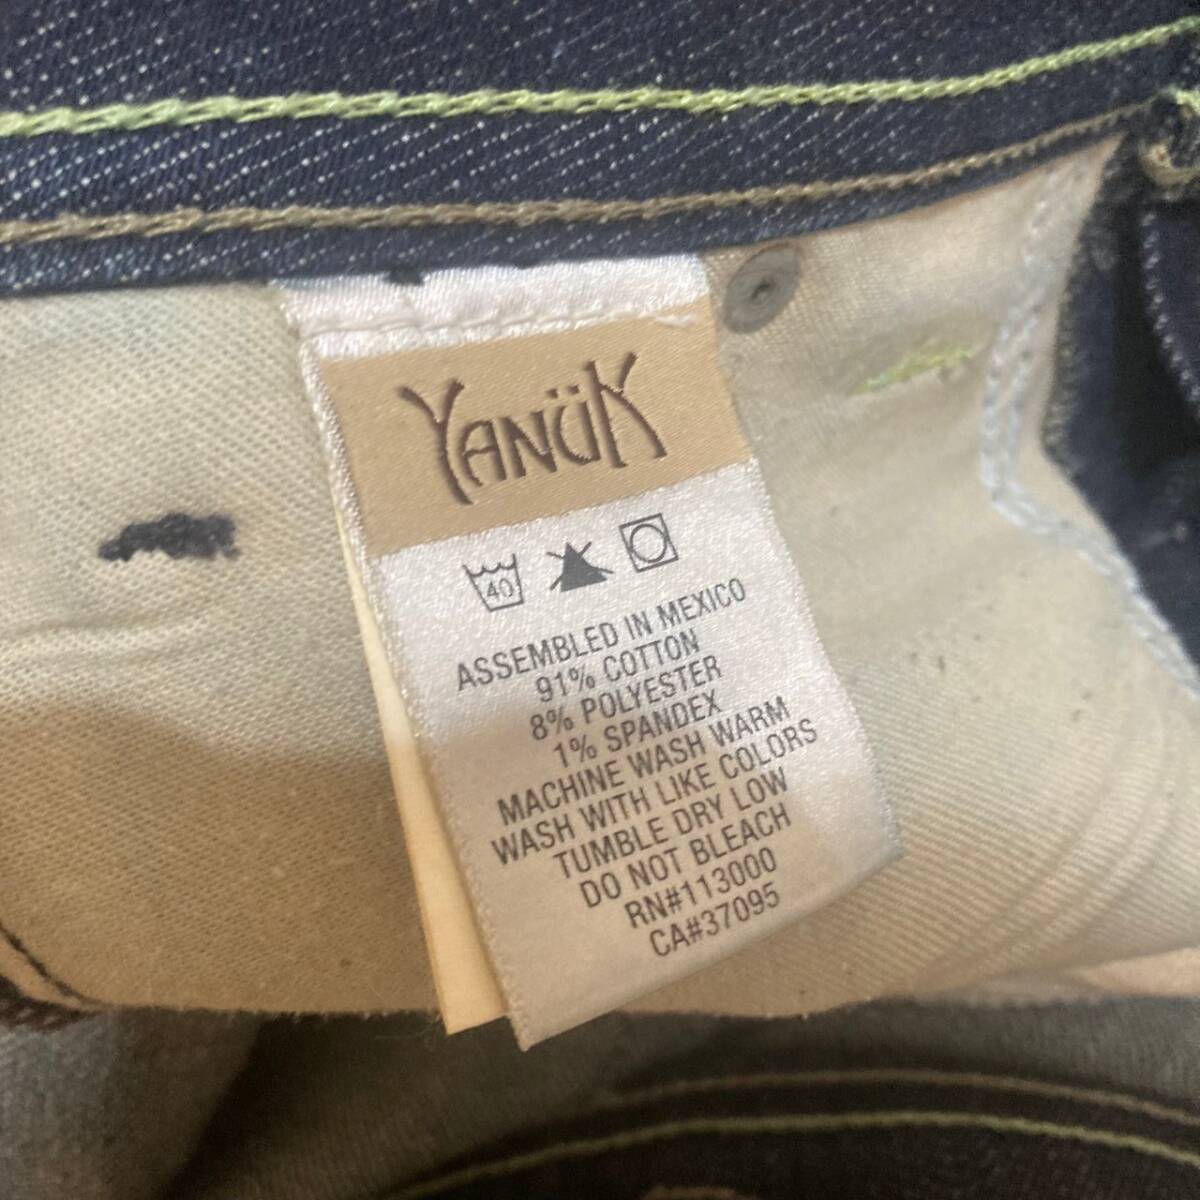 YANÜK
40
ASSEMBLED IN MEXICO
91% COTTON
8% POLYESTER
1% SPANDEX
MACHINE WASH WARM
WASH WITH LIKE COLORS
TUMBLE DRY LOW
DO NOT BLEACH
RN#113000
CA#37095